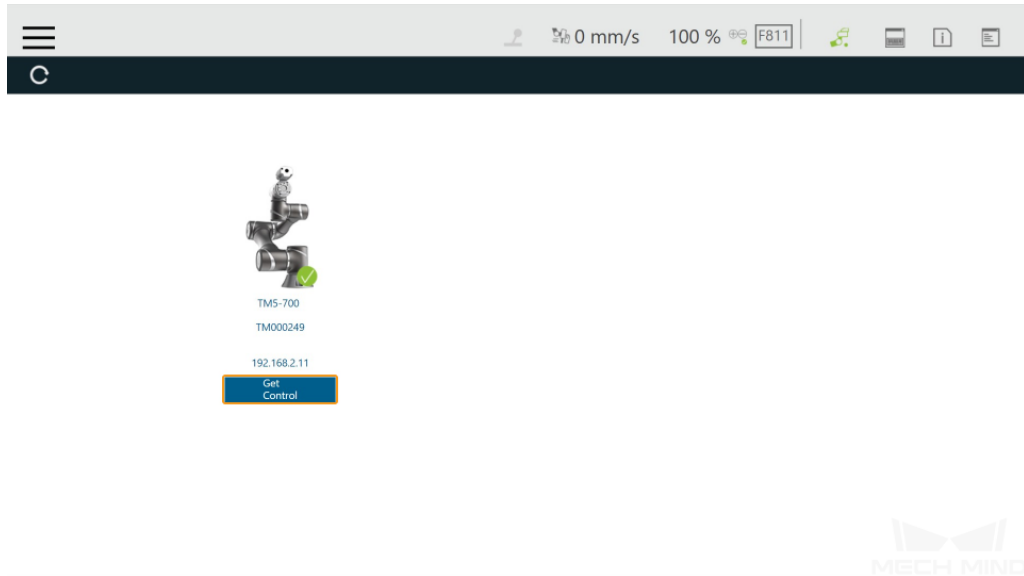 0 mm/s 100 % F811
TM5-700
TM000249
192.168.2.11
Get
Control
MECH MIND